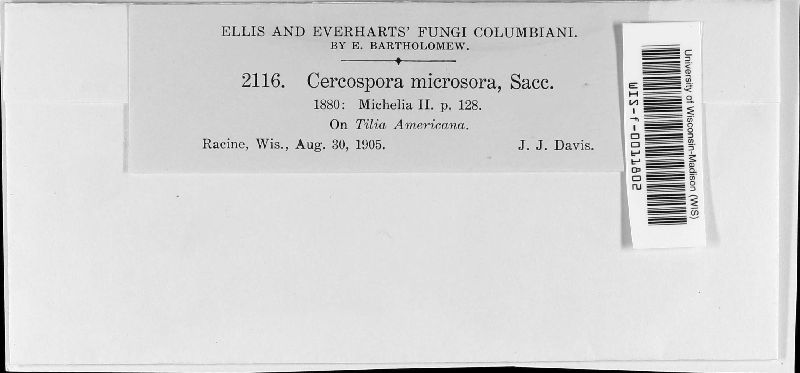 ELLIS AND EVERHARTS' FUNGI COLUMBIANI.
BY E. BARTHOLOMEW.
2116. Cercospora microsora, Sacc.
1880: Michelia II. p. 128.
On Tilia Americana.
Racine, Wis., Aug. 30, 1905. J. J. Davis.
University of Wisconsin-Madison (WIS)
WIS-f-0011802